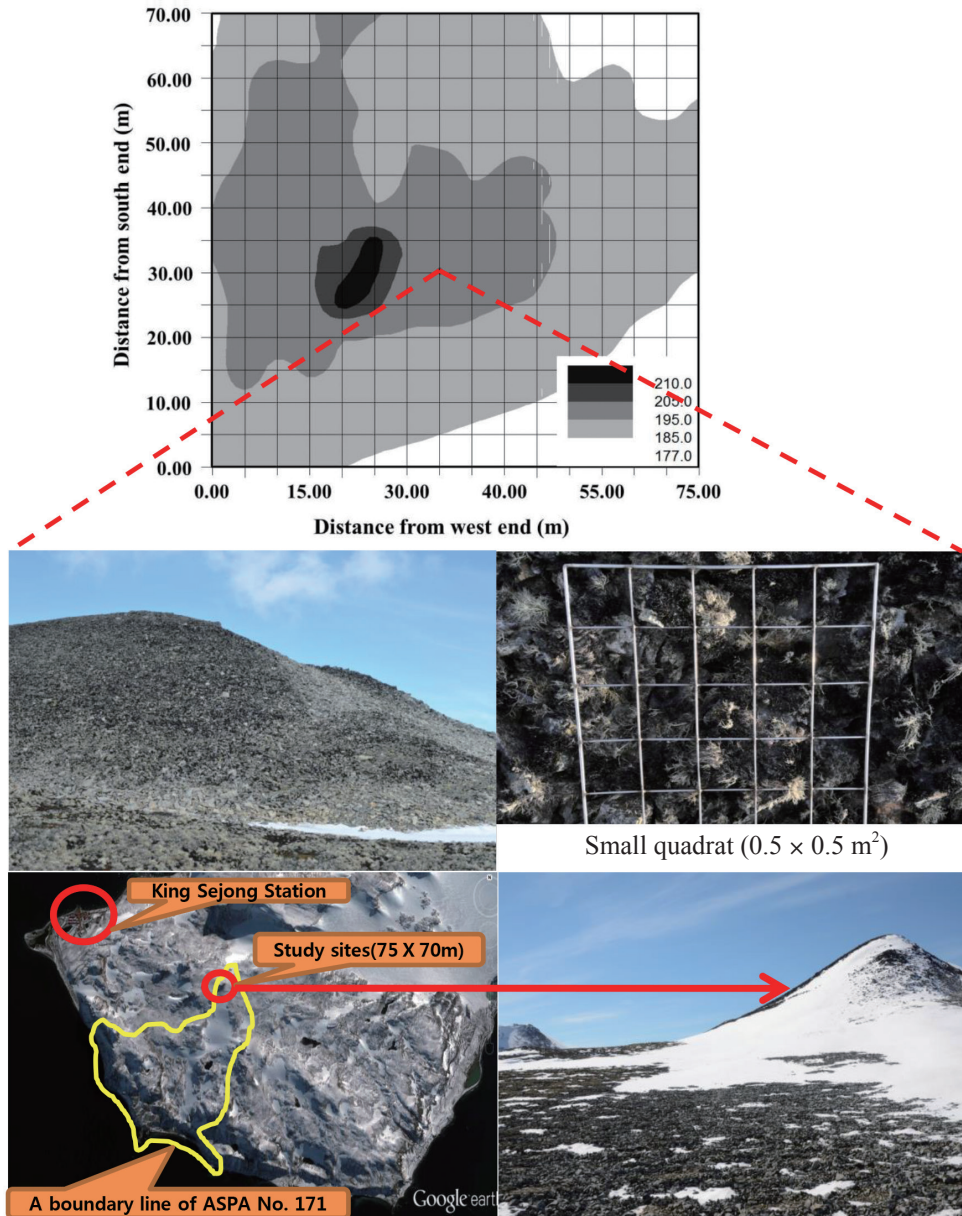 70.00
60.00
50.00
40.00
30.00
20.00
10.00
0.00
Distance from south end (m)
0.00 15.00 30.00 40.00 55.00 75.00
Distance from west end (m)
210.0
205.0
195.0
185.0
177.0
Small quadrat (0.5 × 0.5 m²)
King Sejong Station
Study sites(75 X 70m)
A boundary line of ASPA No. 171
Google earth